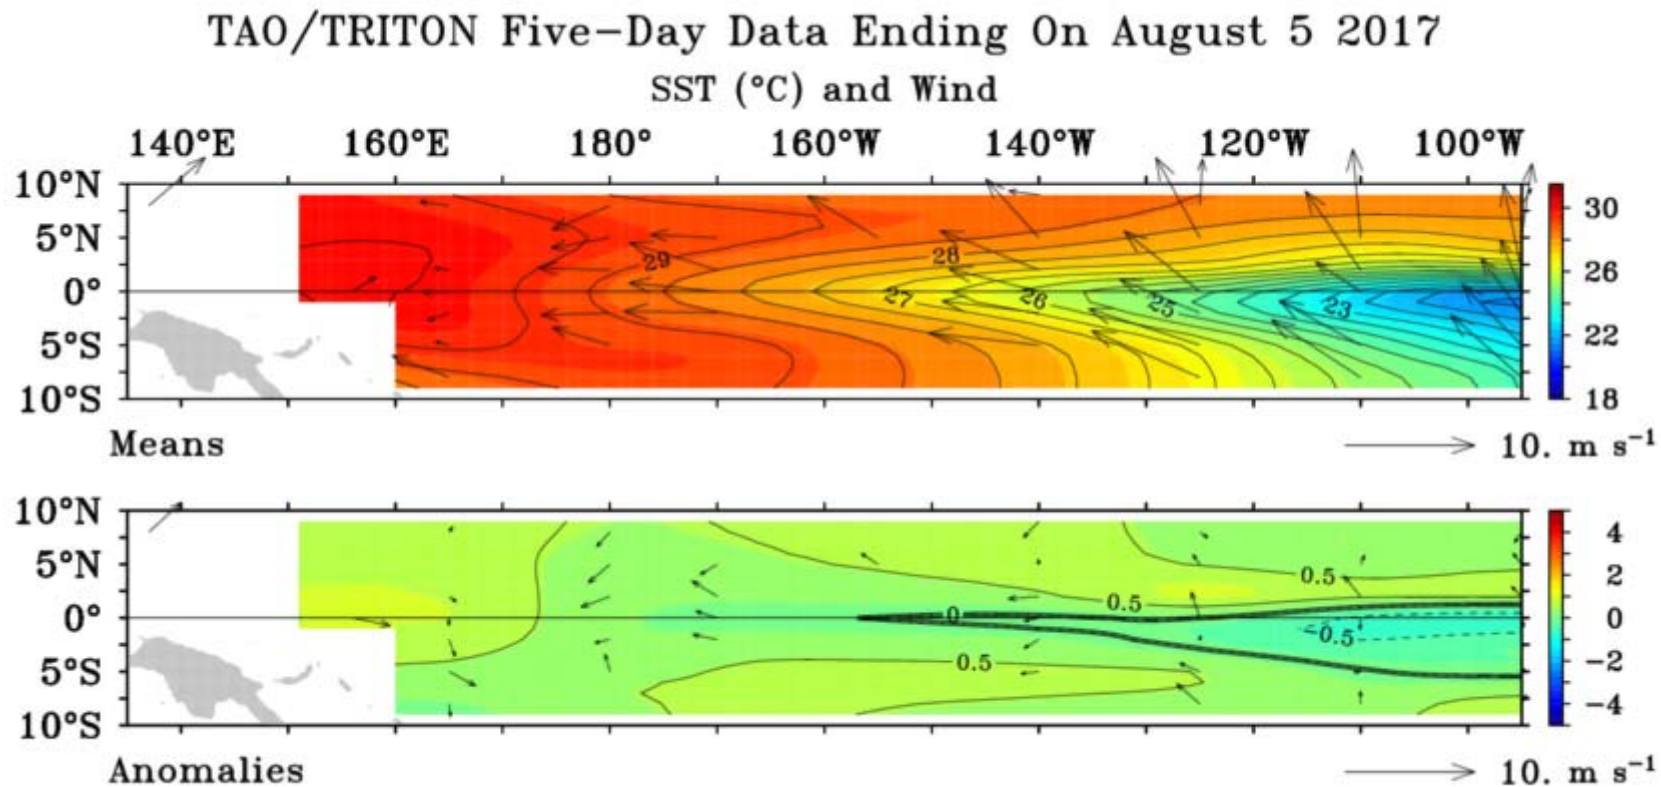 TAO/TRITON Five-Day Data Ending On August 5 2017
SST (°C) and Wind
140°E 160°E 180° 160°W 140°W 120°W 100°W
10°N
5°N
0°
5°S
10°S
29 28 27 26 25 23
30
26
22
18
Means
10. m s⁻¹
10°N
5°N
0°
5°S
10°S
0.5 0.5 0 -0.5 0.5
4
2
0
-2
-4
Anomalies
10. m s⁻¹